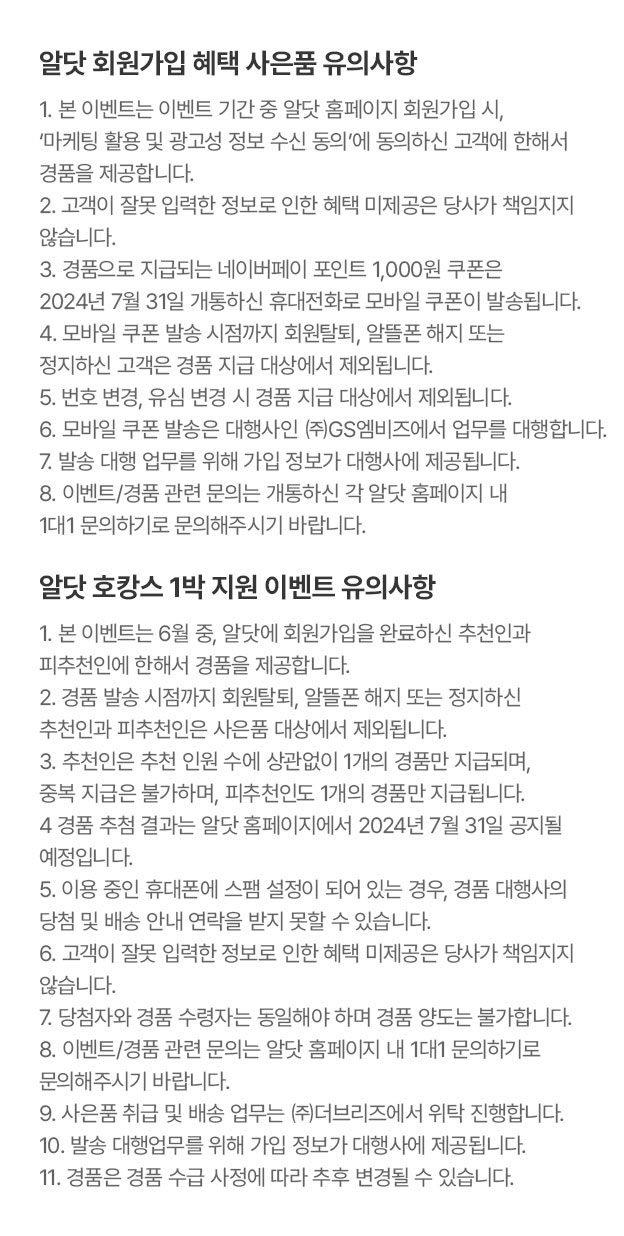 알닷 회원가입 혜택 사은품 유의사항
1. 본 이벤트는 이벤트 기간 중 알닷 홈페이지 회원가입 시,
‘마케팅 활용 및 광고성 정보 수신 동의’에 동의하신 고객에 한해서
경품을 제공합니다.
2. 고객이 잘못 입력한 정보로 인한 혜택 미제공은 당사가 책임지지
않습니다.
3. 경품으로 지급되는 네이버페이 포인트 1,000원 쿠폰은
2024년 7월 31일 개통하신 휴대전화로 모바일 쿠폰이 발송됩니다.
4. 모바일 쿠폰 발송 시점까지 회원탈퇴, 알뜰폰 해지 또는
정지하신 고객은 경품 지급 대상에서 제외됩니다.
5. 번호 변경, 유심 변경 시 경품 지급 대상에서 제외됩니다.
6. 모바일 쿠폰 발송은 대행사인 ㈜GS엠비즈에서 업무를 대행합니다.
7. 발송 대행 업무를 위해 가입 정보가 대행사에 제공됩니다.
8. 이벤트/경품 관련 문의는 개통하신 각 알닷 홈페이지 내
1대1 문의하기로 문의해주시기 바랍니다.
알닷 호캉스 1박 지원 이벤트 유의사항
1. 본 이벤트는 6월 중, 알닷에 회원가입을 완료하신 추천인과
피추천인에 한해서 경품을 제공합니다.
2. 경품 발송 시점까지 회원탈퇴, 알뜰폰 해지 또는 정지하신
추천인과 피추천인은 사은품 대상에서 제외됩니다.
3. 추천인은 추천 인원 수에 상관없이 1개의 경품만 지급되며,
중복 지급은 불가하며, 피추천인도 1개의 경품만 지급됩니다.
4 경품 추첨 결과는 알닷 홈페이지에서 2024년 7월 31일 공지될
예정입니다.
5. 이용 중인 휴대폰에 스팸 설정이 되어 있는 경우, 경품 대행사의
당첨 및 배송 안내 연락을 받지 못할 수 있습니다.
6. 고객이 잘못 입력한 정보로 인한 혜택 미제공은 당사가 책임지지
않습니다.
7. 당첨자와 경품 수령자는 동일해야 하며 경품 양도는 불가합니다.
8. 이벤트/경품 관련 문의는 알닷 홈페이지 내 1대1 문의하기로
문의해주시기 바랍니다.
9. 사은품 취급 및 배송 업무는 ㈜더브리즈에서 위탁 진행합니다.
10. 발송 대행업무를 위해 가입 정보가 대행사에 제공됩니다.
11. 경품은 경품 수급 사정에 따라 추후 변경될 수 있습니다.